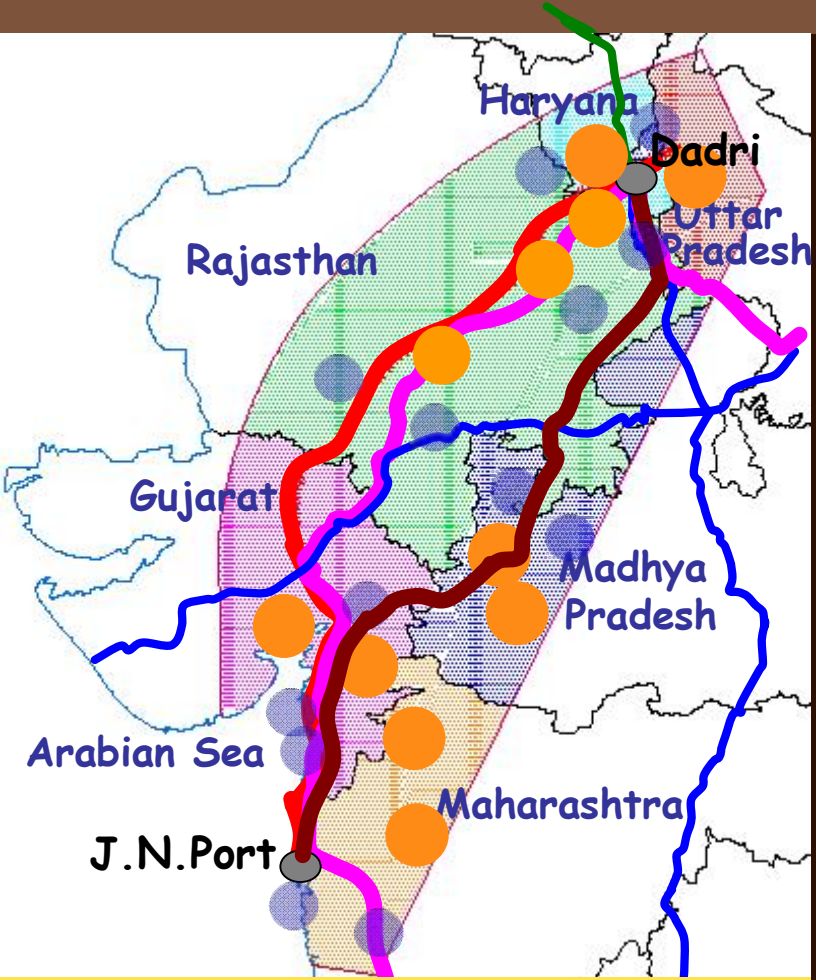 Haryana
Dadri
Uttar
Pradesh
Rajasthan
Gujarat
Madhya
Pradesh
Arabian Sea
Maharashtra
J.N.Port